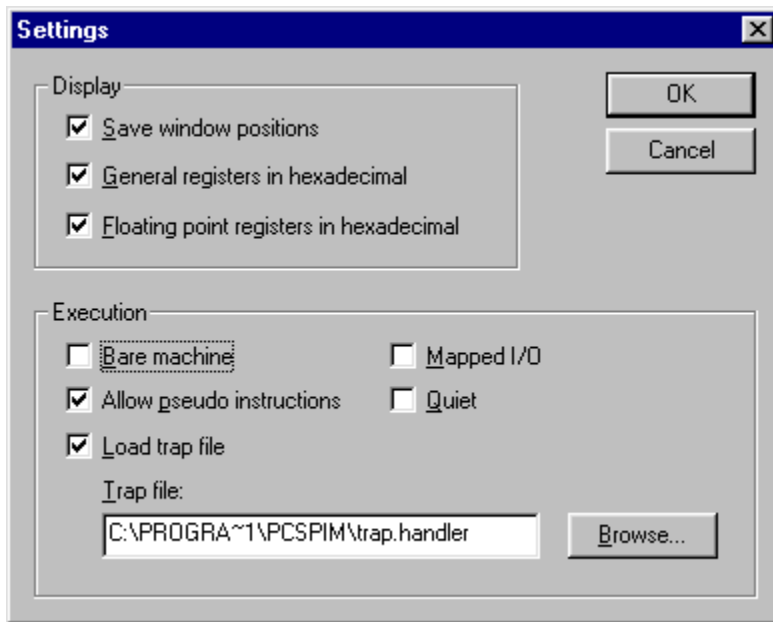 Settings
Display
OK
Save window positions
Cancel
General registers in hexadecimal
Floating point registers in hexadecimal
Execution
Bare machine
Mapped I/O
Allow pseudo instructions
Quiet
Load trap file
Trap file:
C:\PROGRA~1\PCSPIM\trap.handler
Browse...